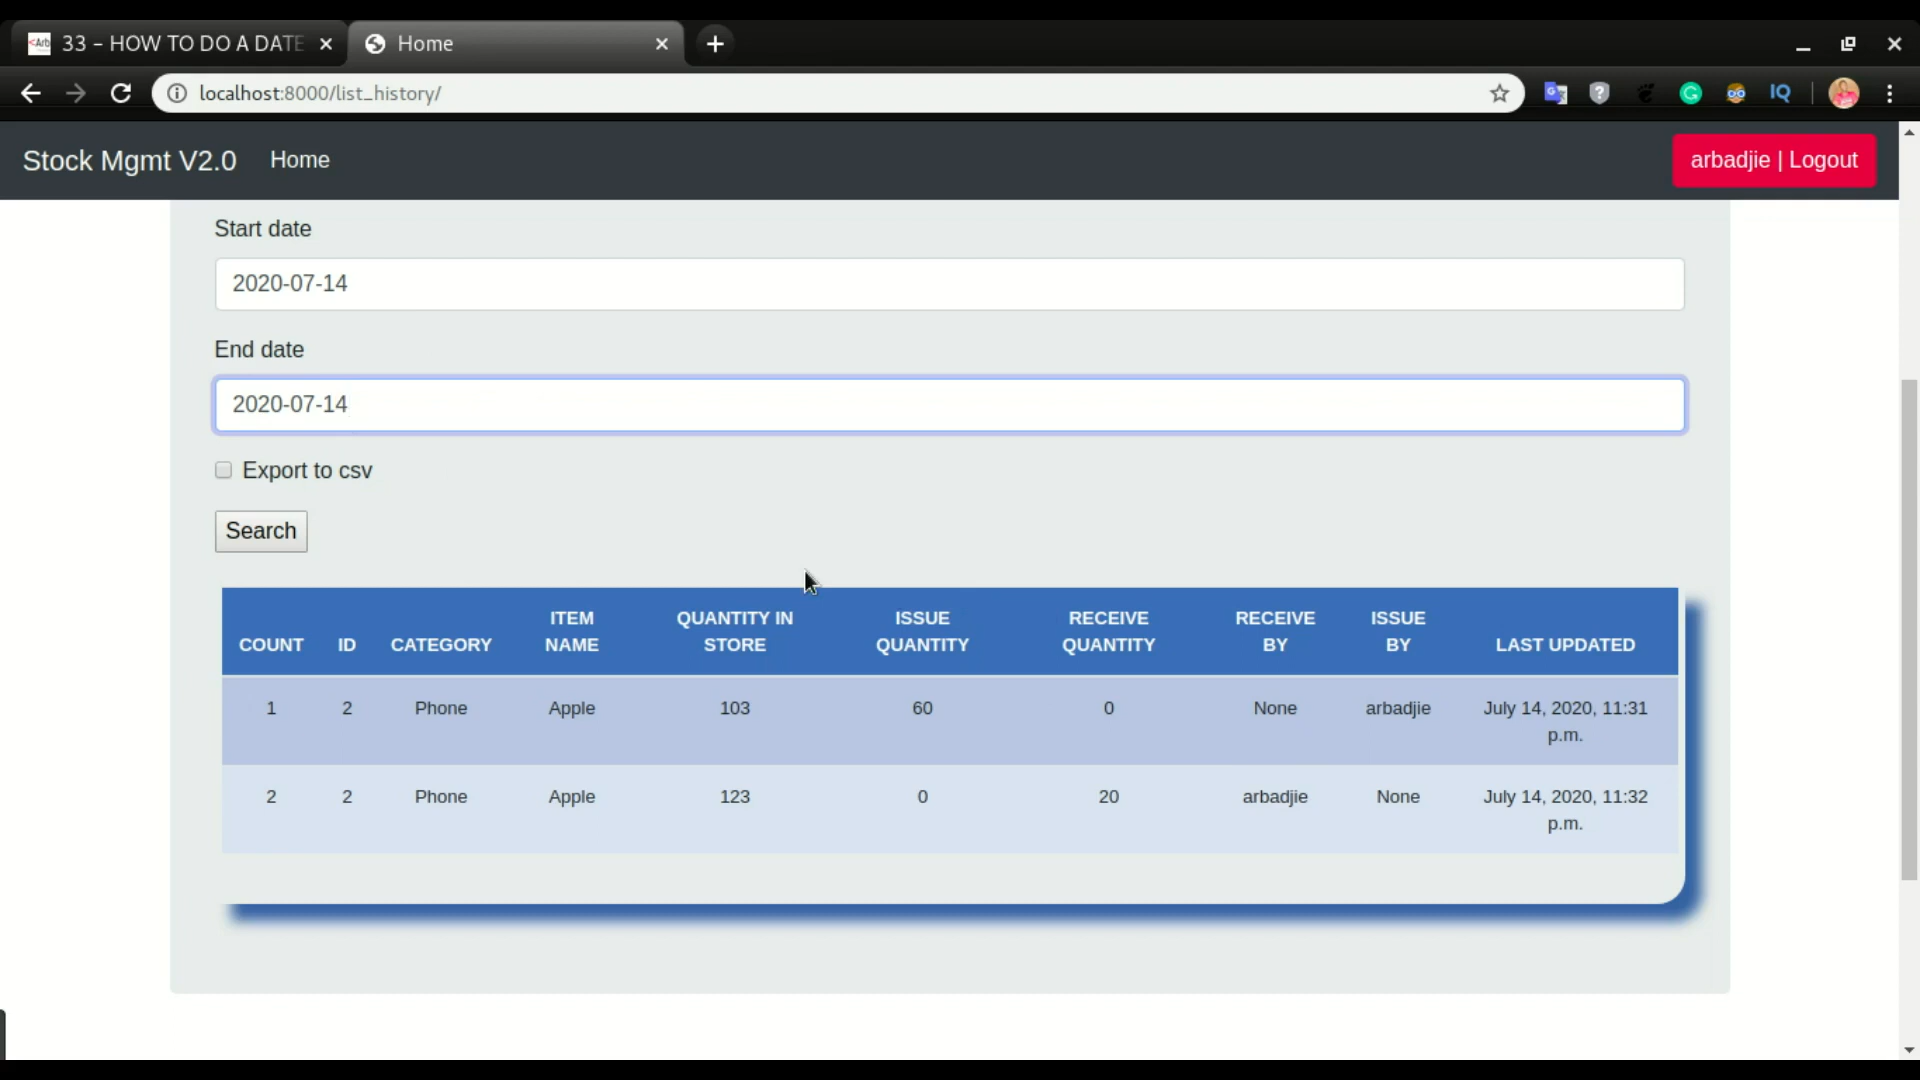 <Arb 33 – HOW TO DO A DATE
Home
localhost:8000/list_history/
IQ
Stock Mgmt V2.0 Home arbadjie | Logout
Start date
2020-07-14
End date
2020-07-14
Export to csv
Search
COUNT ID CATEGORY ITEM NAME QUANTITY IN STORE ISSUE QUANTITY RECEIVE QUANTITY RECEIVE BY ISSUE BY LAST UPDATED
1 2 Phone Apple 103 60 0 None arbadjie July 14, 2020, 11:31 p.m.
2 2 Phone Apple 123 0 20 arbadjie None July 14, 2020, 11:32 p.m.